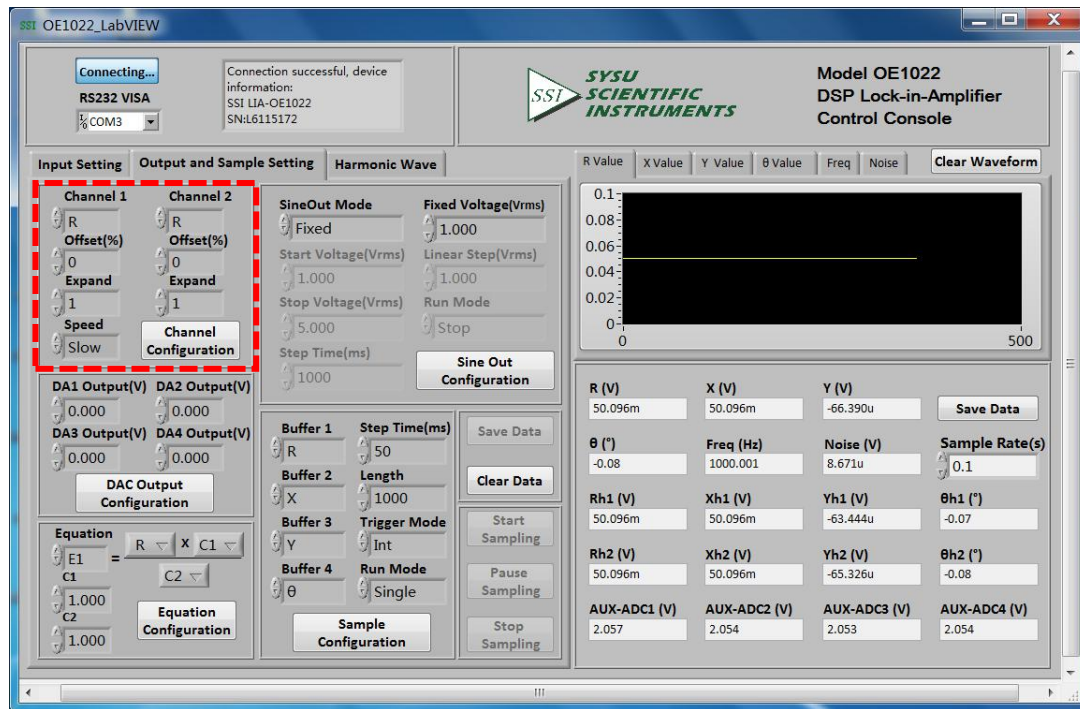 SSI OE1022_LabVIEW
Connecting...
RS232 VISA
COM3
Connection successful, device
information:
SSI LIA-OE1022
SN:L6115172
SSI
SYSU
SCIENTIFIC
INSTRUMENTS
Model OE1022
DSP Lock-in-Amplifier
Control Console
Input Setting
Output and Sample Setting
Harmonic Wave
Channel 1
Channel 2
R
R
Offset(%)
Offset(%)
0
0
Expand
Expand
1
1
Speed
Slow
Channel
Configuration
DA1 Output(V)
DA2 Output(V)
0.000
0.000
DA3 Output(V)
DA4 Output(V)
0.000
0.000
DAC Output
Configuration
Equation
E1
=
R
X
C1
C2
C1
1.000
C2
1.000
Equation
Configuration
SineOut Mode
Fixed Voltage(Vrms)
Fixed
1.000
Start Voltage(Vrms)
Linear Step(Vrms)
1.000
1.000
Stop Voltage(Vrms)
Run Mode
5.000
Stop
Step Time(ms)
1000
Sine Out
Configuration
Buffer 1
Step Time(ms)
R
50
Buffer 2
Length
X
1000
Buffer 3
Trigger Mode
Y
Int
Buffer 4
Run Mode
θ
Single
Sample
Configuration
Save Data
Clear Data
Start
Sampling
Pause
Sampling
Stop
Sampling
R Value
X Value
Y Value
θ Value
Freq
Noise
Clear Waveform
0.1
0.08
0.06
0.04
0.02
0
0
500
R (V)
X (V)
Y (V)
50.096m
50.096m
-66.390u
Save Data
θ (°)
Freq (Hz)
Noise (V)
Sample Rate(s)
-0.08
1000.001
8.671u
0.1
Rh1 (V)
Xh1 (V)
Yh1 (V)
θh1 (°)
50.096m
50.096m
-63.444u
-0.07
Rh2 (V)
Xh2 (V)
Yh2 (V)
θh2 (°)
50.096m
50.096m
-65.326u
-0.08
AUX-ADC1 (V)
AUX-ADC2 (V)
AUX-ADC3 (V)
AUX-ADC4 (V)
2.057
2.054
2.053
2.054